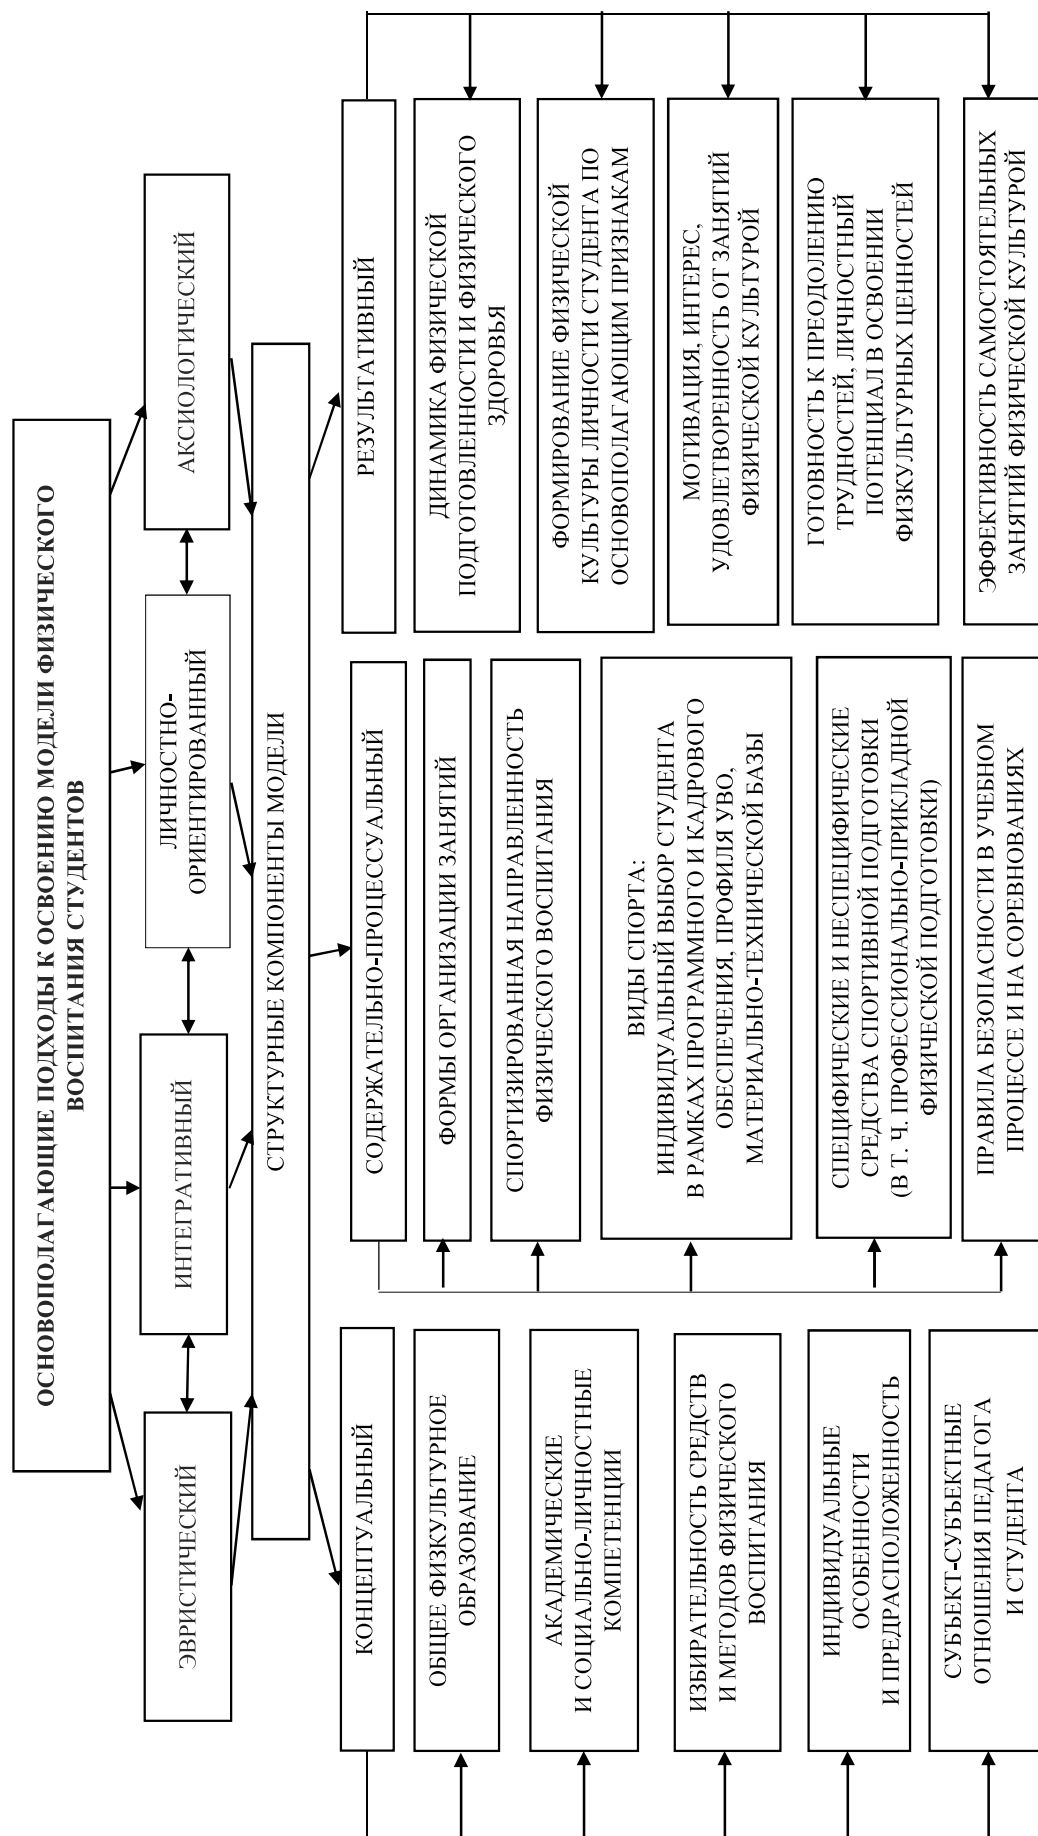 ОСНОВОПОЛАГАЮЩИЕ ПОДХОДЫ К ОСВОЕНИЮ МОДЕЛИ ФИЗИЧЕСКОГО
ВОСПИТАНИЯ СТУДЕНТОВ
ЭВРИСТИЧЕСКИЙ
ИНТЕГРАТИВНЫЙ
ЛИЧНОСТНО-
ОРИЕНТИРОВАННЫЙ
АКСИОЛОГИЧЕСКИЙ
СТРУКТУРНЫЕ КОМПОНЕНТЫ МОДЕЛИ
КОНЦЕПТУАЛЬНЫЙ
ОБЩЕЕ ФИЗКУЛЬТУРНОЕ
ОБРАЗОВАНИЕ
АКАДЕМИЧЕСКИЕ
И СОЦИАЛЬНО-ЛИЧНОСТНЫЕ
КОМПЕТЕНЦИИ
ИЗБИРАТЕЛЬНОСТЬ СРЕДСТВ
И МЕТОДОВ ФИЗИЧЕСКОГО
ВОСПИТАНИЯ
ИНДИВИДУАЛЬНЫЕ
ОСОБЕННОСТИ
И ПРЕДРАСПОЛОЖЕННОСТЬ
СУБЪЕКТ-СУБЪЕКТНЫЕ
ОТНОШЕНИЯ ПЕДАГОГА
И СТУДЕНТА
СОДЕРЖАТЕЛЬНО-ПРОЦЕССУАЛЬНЫЙ
ФОРМЫ ОРГАНИЗАЦИИ ЗАНЯТИЙ
СПОРТИЗИРОВАННАЯ НАПРАВЛЕННОСТЬ
ФИЗИЧЕСКОГО ВОСПИТАНИЯ
ВИДЫ СПОРТА:
ИНДИВИДУАЛЬНЫЙ ВЫБОР СТУДЕНТА
В РАМКАХ ПРОГРАММНОГО И КАДРОВОГО
ОБЕСПЕЧЕНИЯ, ПРОФИЛЯ УВО,
МАТЕРИАЛЬНО-ТЕХНИЧЕСКОЙ БАЗЫ
СПЕЦИФИЧЕСКИЕ И НЕСПЕЦИФИЧЕСКИЕ
СРЕДСТВА СПОРТИВНОЙ ПОДГОТОВКИ
(В Т. Ч. ПРОФЕССИОНАЛЬНО-ПРИКЛАДНОЙ
ФИЗИЧЕСКОЙ ПОДГОТОВКИ)
ПРАВИЛА БЕЗОПАСНОСТИ В УЧЕБНОМ
ПРОЦЕССЕ И НА СОРЕВНОВАНИЯХ
РЕЗУЛЬТАТИВНЫЙ
ДИНАМИКА ФИЗИЧЕСКОЙ
ПОДГОТОВЛЕННОСТИ И ФИЗИЧЕСКОГО
ЗДОРОВЬЯ
ФОРМИРОВАНИЕ ФИЗИЧЕСКОЙ
КУЛЬТУРЫ ЛИЧНОСТИ СТУДЕНТА ПО
ОСНОВОПОЛАГАЮЩИМ ПРИЗНАКАМ
МОТИВАЦИЯ, ИНТЕРЕС,
УДОВЛЕТВОРЕННОСТЬ ОТ ЗАНЯТИЙ
ФИЗИЧЕСКОЙ КУЛЬТУРОЙ
ГОТОВНОСТЬ К ПРЕОДОЛЕНИЮ
ТРУДНОСТЕЙ, ЛИЧНОСТНЫЙ
ПОТЕНЦИАЛ В ОСВОЕНИИ
ФИЗКУЛЬТУРНЫХ ЦЕННОСТЕЙ
ЭФФЕКТИВНОСТЬ САМОСТОЯТЕЛЬНЫХ
ЗАНЯТИЙ ФИЗИЧЕСКОЙ КУЛЬТУРОЙ